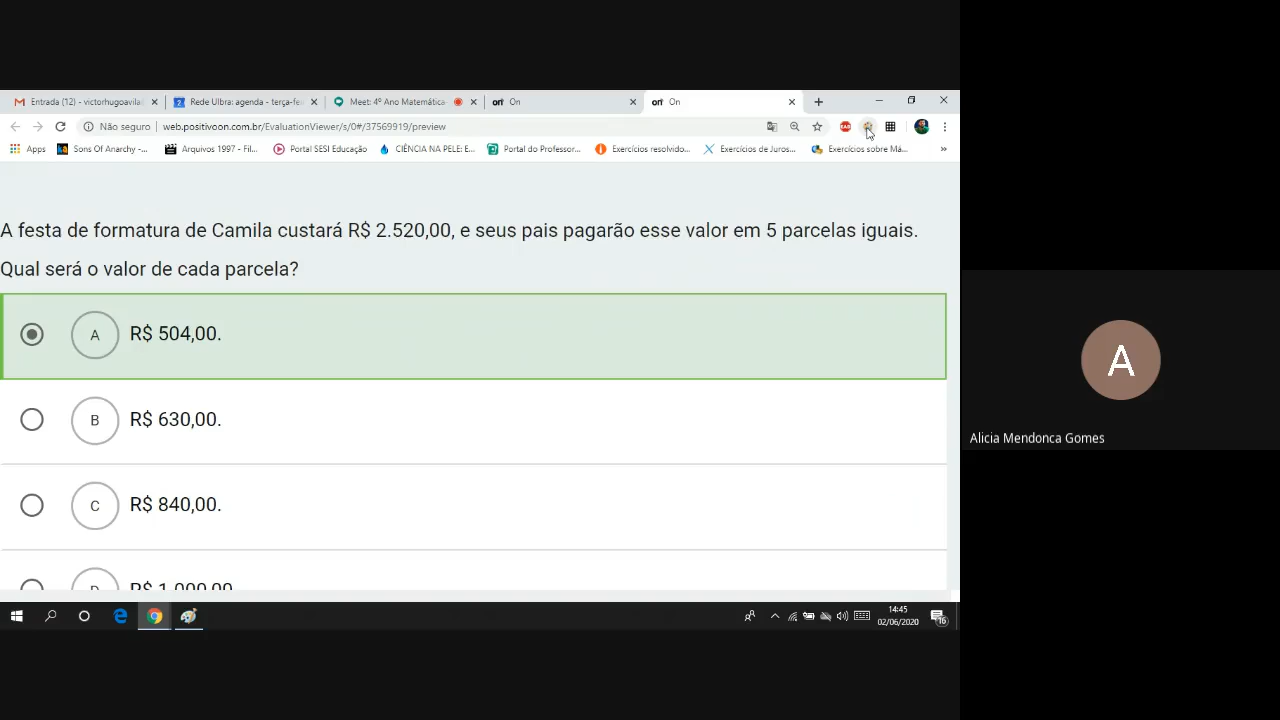 Entrada (12) - victorhugoavila
Rede Ulbra: agenda - terça-fe
Meet: 4º Ano Matemática
On
On
Não seguro
web.positivoon.com.br/EvaluationViewer/s/0#/37569919/preview
Apps
Sons Of Anarchy -...
Arquivos 1997 - Fil...
Portal SESI Educação
CIÊNCIA NA PELE: E...
Portal do Professor...
Exercícios resolvido...
Exercícios de Juros...
Exercícios sobre Má...
»
A festa de formatura de Camila custará R$ 2.520,00, e seus pais pagarão esse valor em 5 parcelas iguais.
Qual será o valor de cada parcela?
A R$ 504,00.
B R$ 630,00.
C R$ 840,00.
D R$ 1.000,00
A
Alicia Mendonca Gomes
14:45
02/06/2020
16